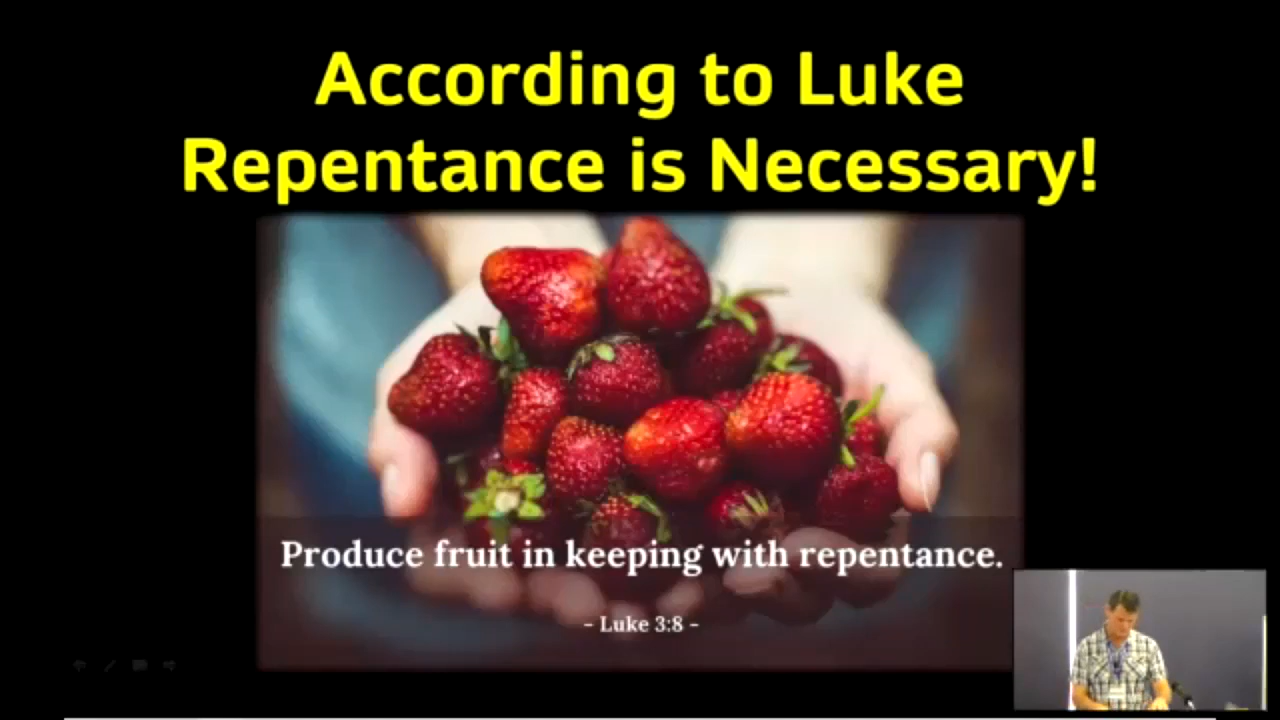 According to Luke
Repentance is Necessary!
Produce fruit in keeping with repentance.
– Luke 3:8 –